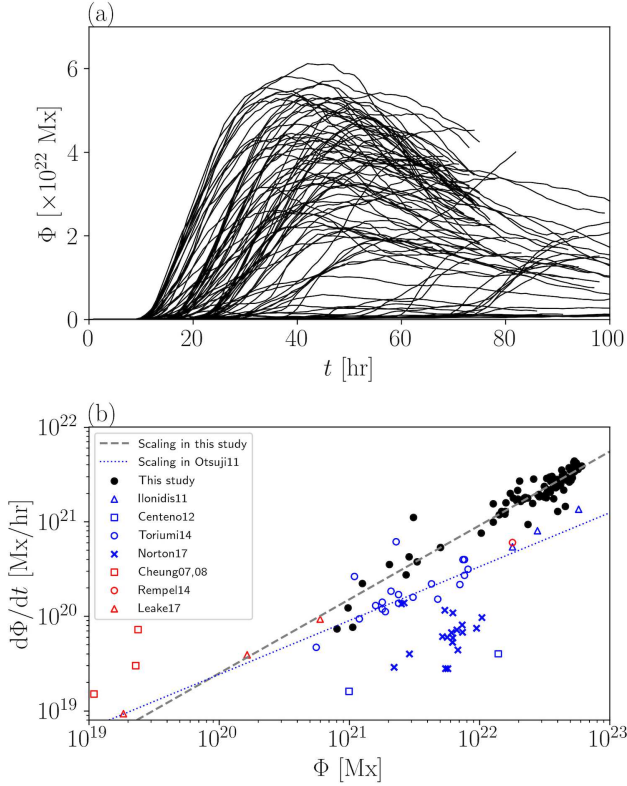 (a)
Φ [×10²² Mx]
6
4
2
0
0 20 40 60 80 100
t [hr]
(b)
dΦ/dt [Mx/hr]
10²²
10²¹
10²⁰
10¹⁹
Scaling in this study
Scaling in Otsuji11
This study
Ilonidis11
Centeno12
Toriumi14
Norton17
Cheung07,08
Rempel14
Leake17
10¹⁹ 10²⁰ 10²¹ 10²² 10²³
Φ [Mx]